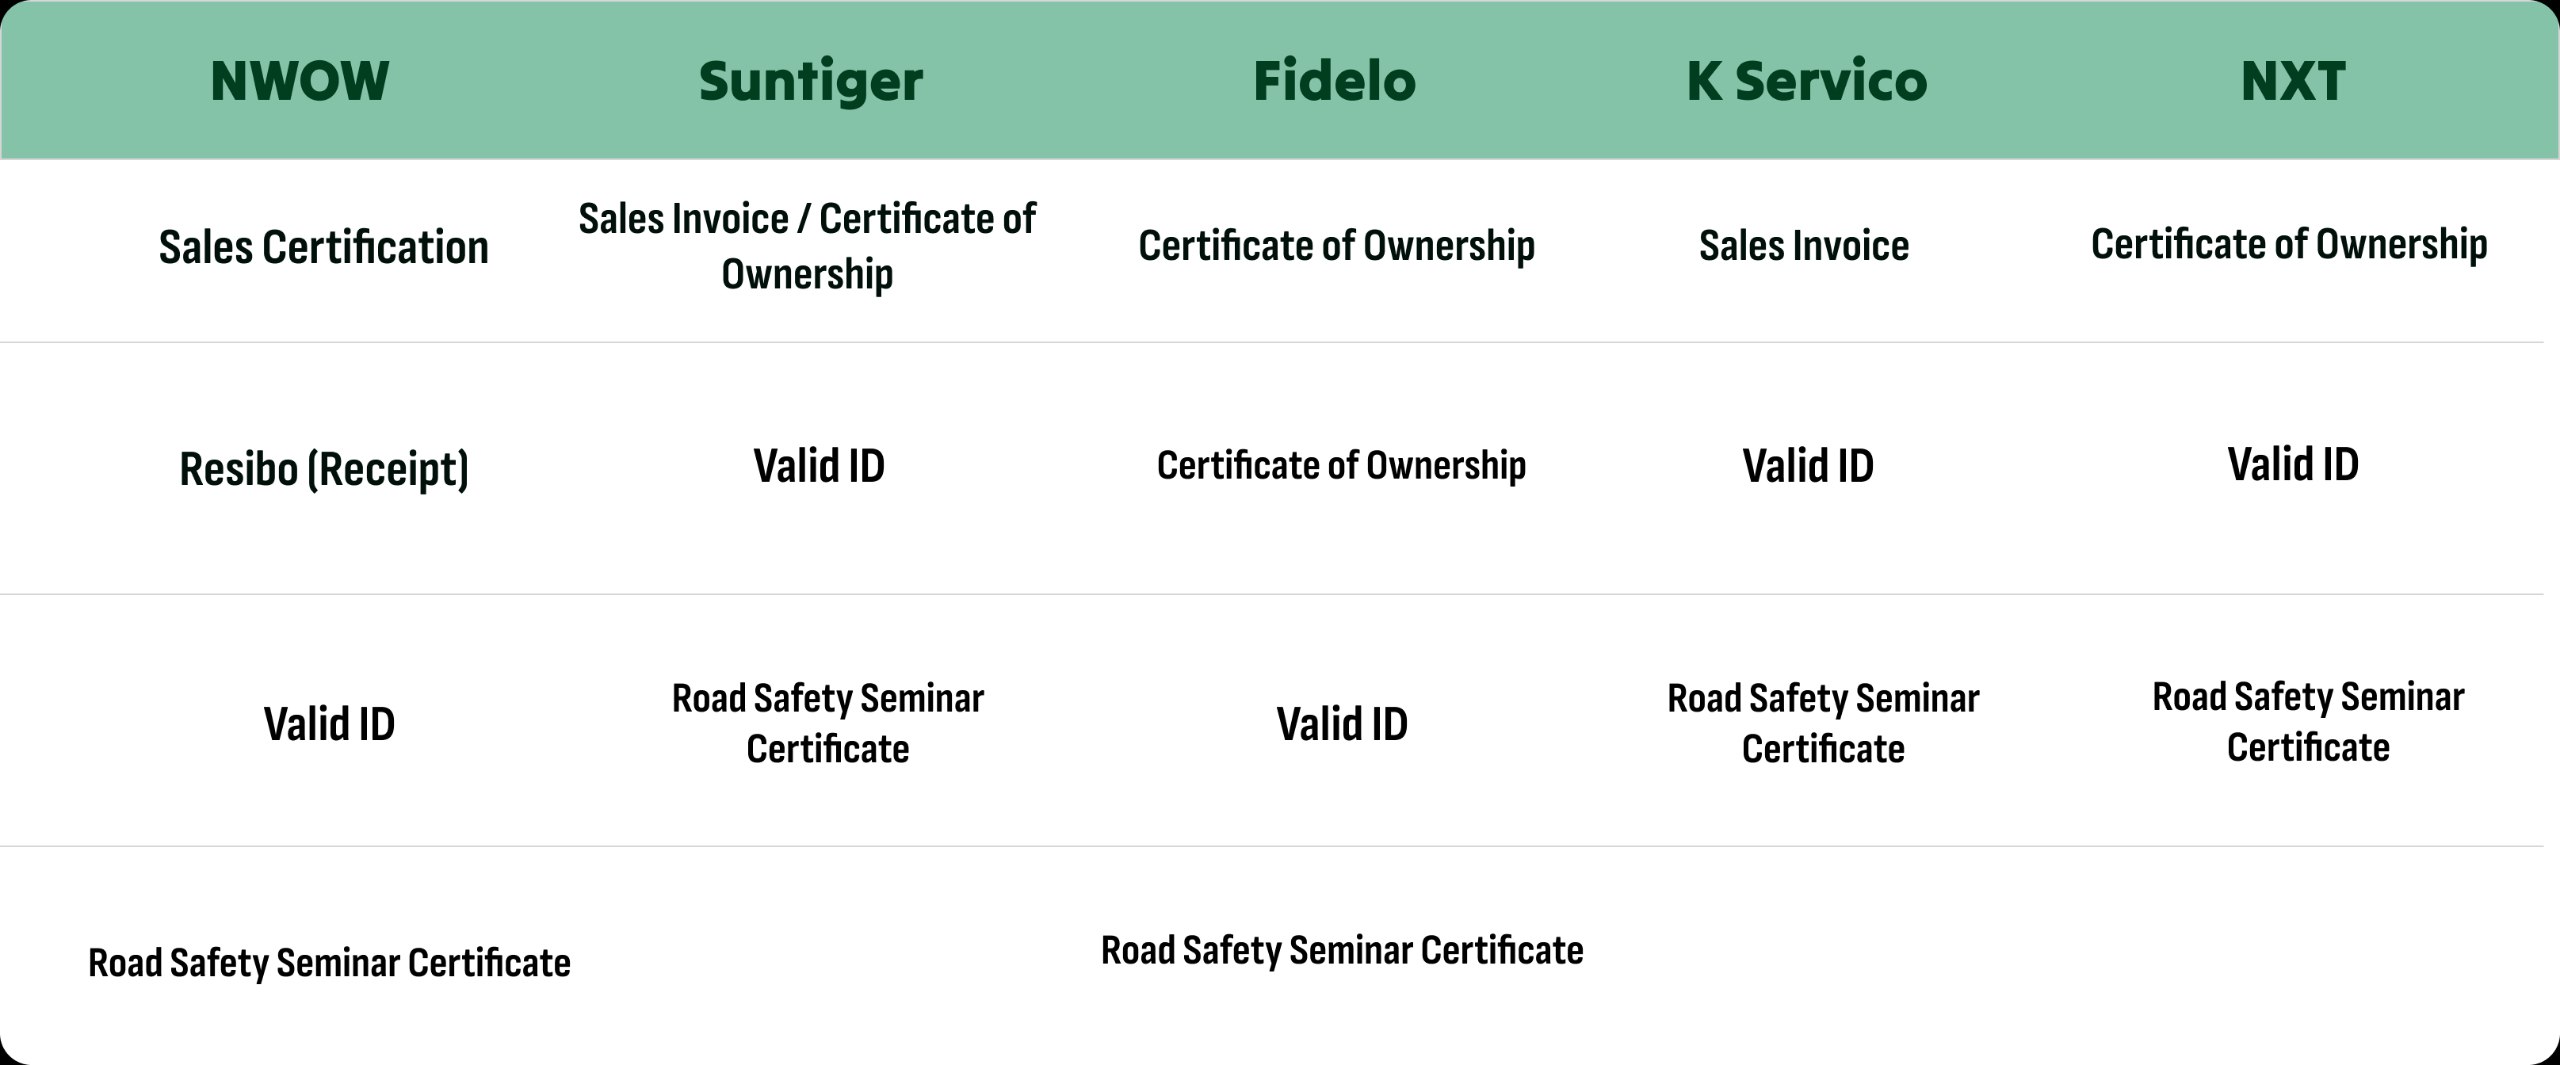 NWOW Suntiger Fidelo K Servico NXT
Sales Certification
Sales Invoice / Certificate of
Ownership
Certificate of Ownership
Sales Invoice
Certificate of Ownership
Resibo (Receipt)
Valid ID
Certificate of Ownership
Valid ID
Valid ID
Valid ID
Road Safety Seminar
Certificate
Valid ID
Road Safety Seminar
Certificate
Road Safety Seminar
Certificate
Road Safety Seminar Certificate
Road Safety Seminar Certificate